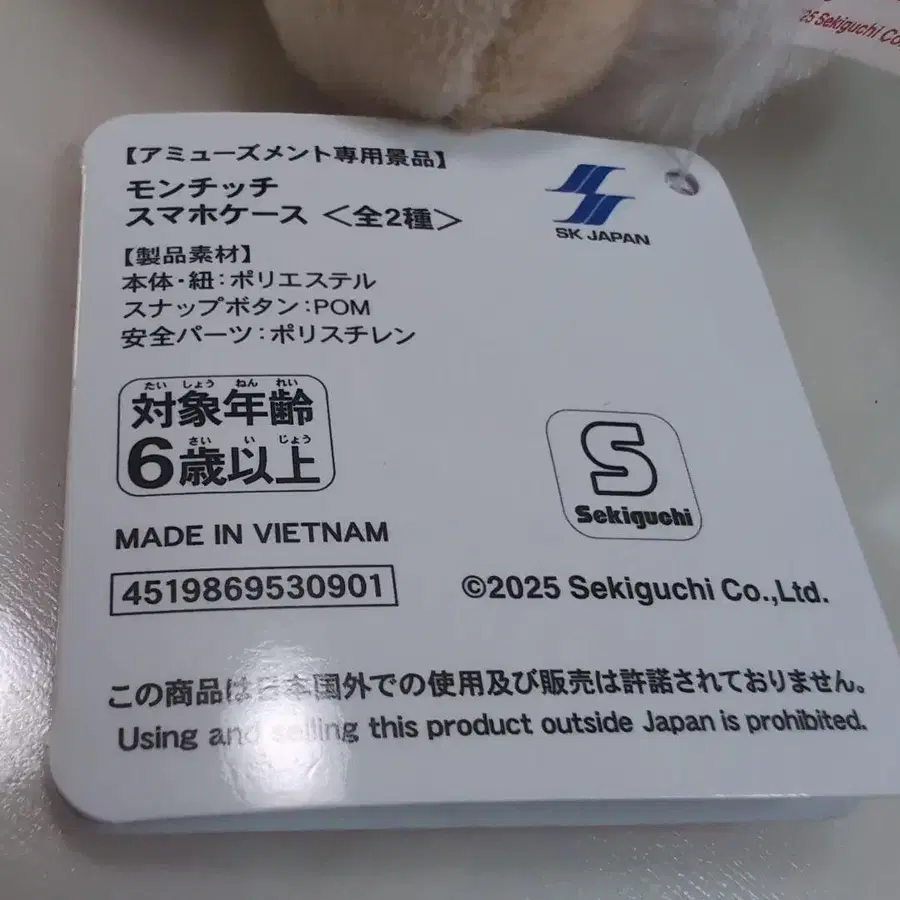 【アミューズメント専用景品】
モンチッチ
スマホケース <全2種>
SK JAPAN
【製品素材】
本体・紐:ポリエステル
スナップボタン:POM
安全パーツ:ポリスチレン
たい しょう ねん れい
対象年齢
さい い じょう
6歳以上
S
Sekiguchi
MADE IN VIETNAM
4519869530901
©2025 Sekiguchi Co.,Ltd.
この商品は日本国外での使用及び販売は許諾されておりません。
Using and selling this product outside Japan is prohibited.
25 Sekiguchi Co.